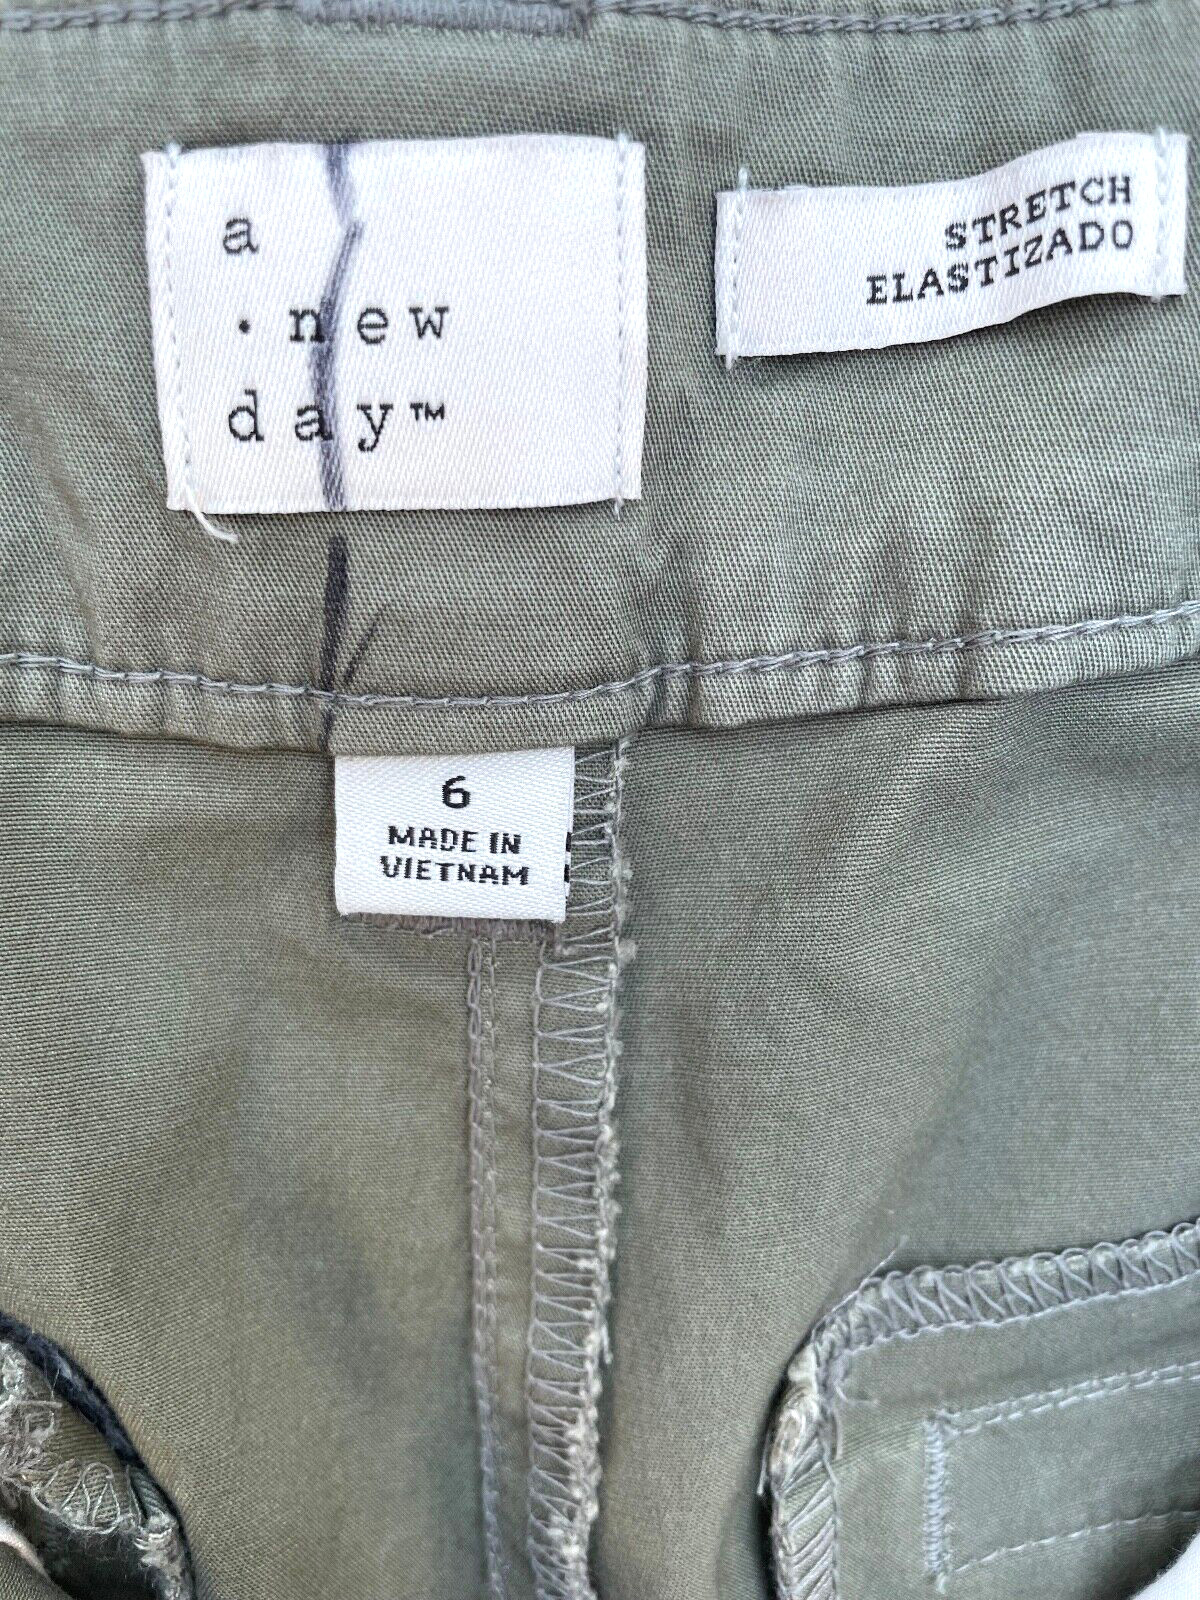 a
· new
day™
STRETCH
ELASTIZADO
6
MADE IN
VIETNAM